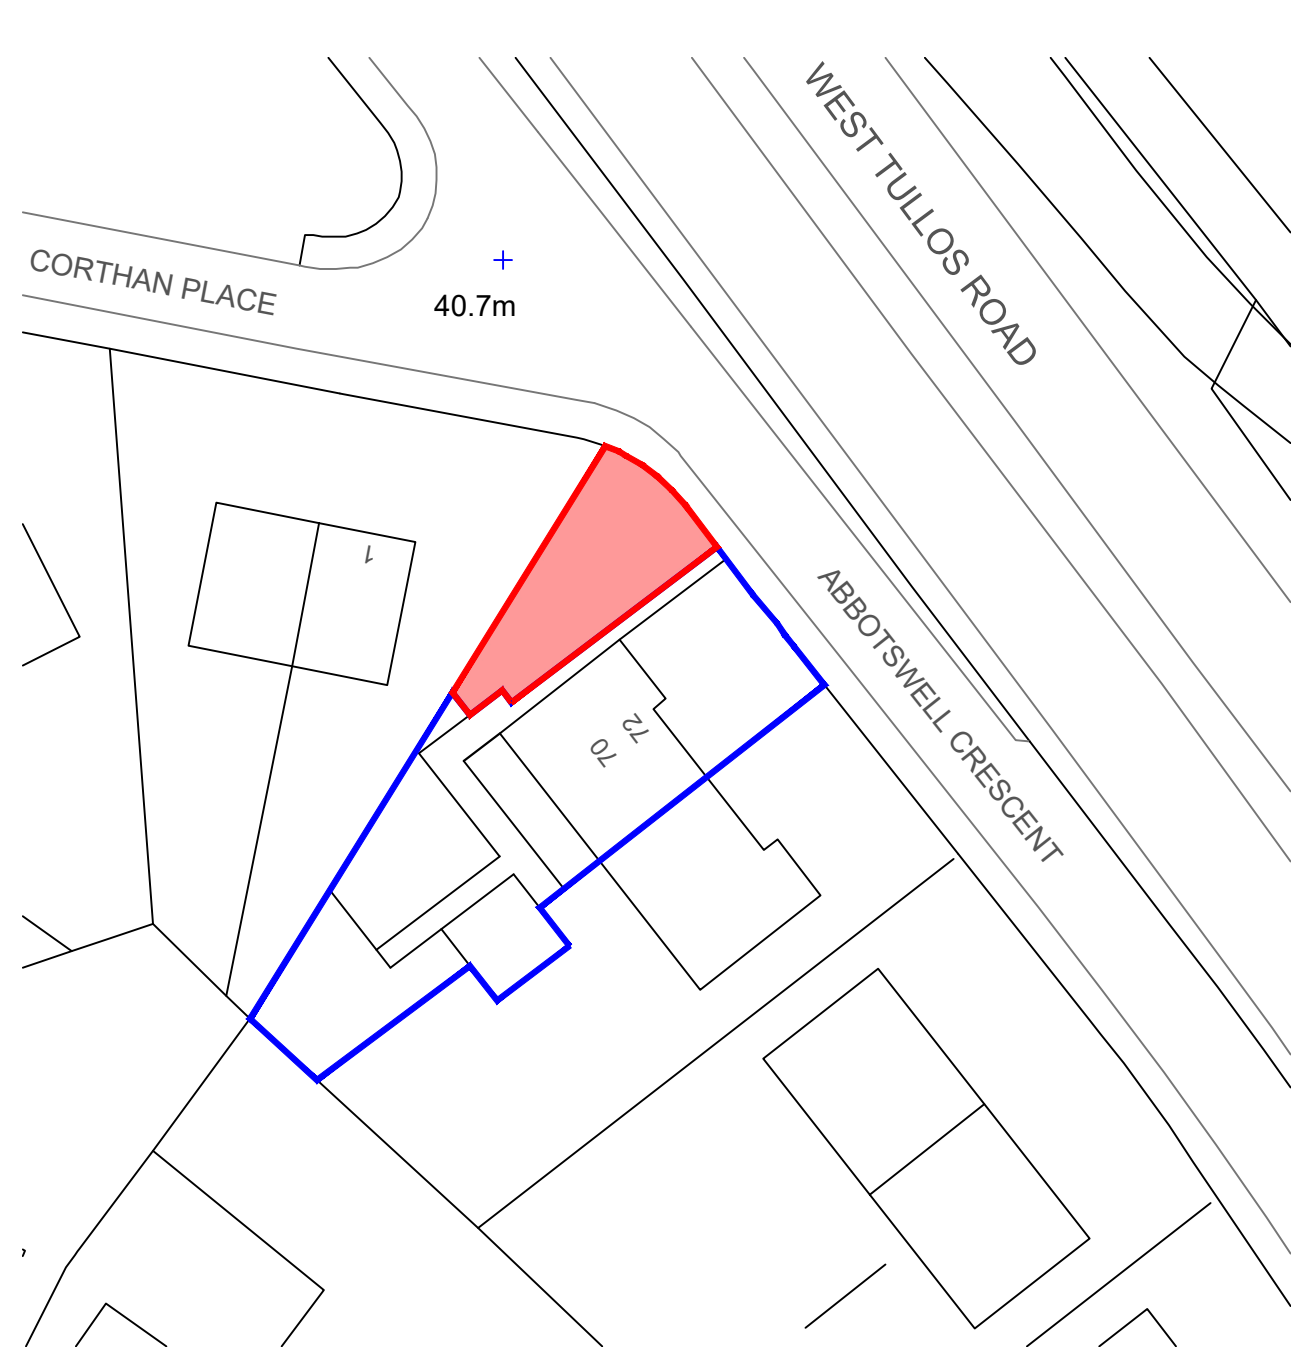 WEST TULLOS ROAD
CORTHAN PLACE
40.7m
1
ABBOTSWELL CRESCENT
72
70